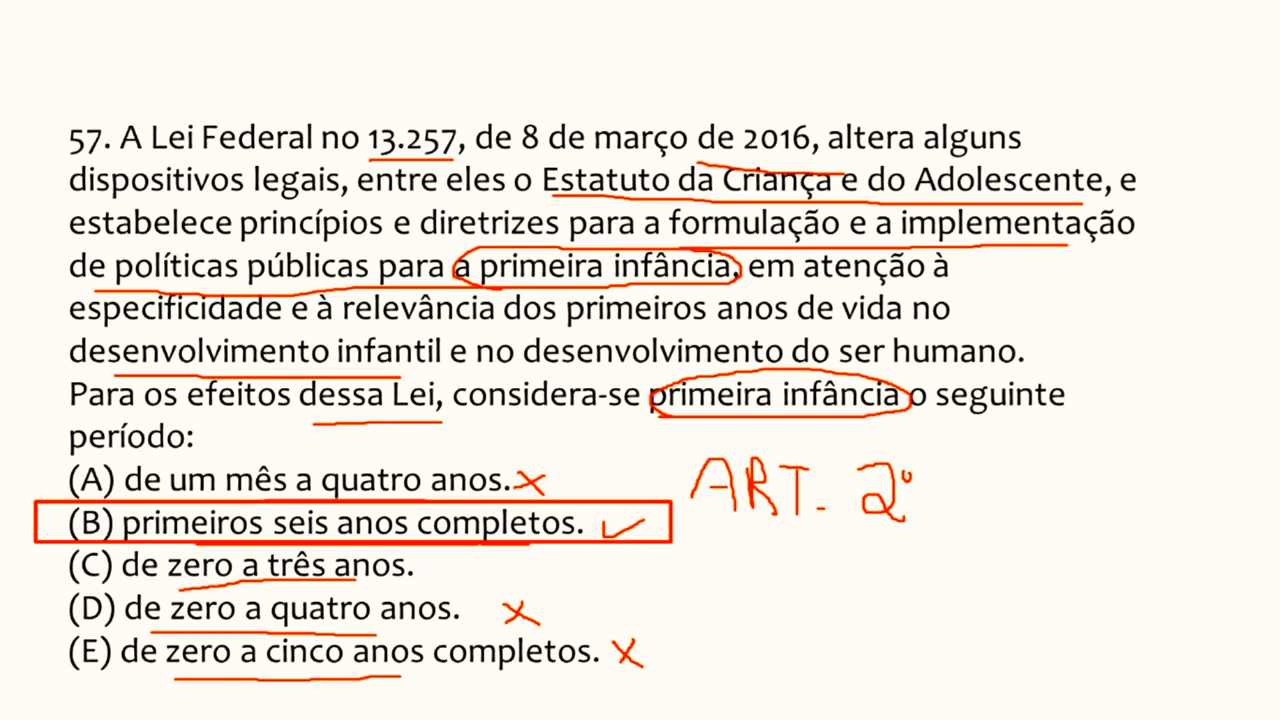 57. A Lei Federal no 13.257, de 8 de março de 2016, altera alguns
dispositivos legais, entre eles o Estatuto da Criança e do Adolescente, e
estabelece princípios e diretrizes para a formulação e a implementação
de políticas públicas para a primeira infância, em atenção à
especificidade e à relevância dos primeiros anos de vida no
desenvolvimento infantil e no desenvolvimento do ser humano.
Para os efeitos dessa Lei, considera-se primeira infância o seguinte
período:
(A) de um mês a quatro anos.
ART. 2º
(B) primeiros seis anos completos.
(C) de zero a três anos.
(D) de zero a quatro anos.
(E) de zero a cinco anos completos.